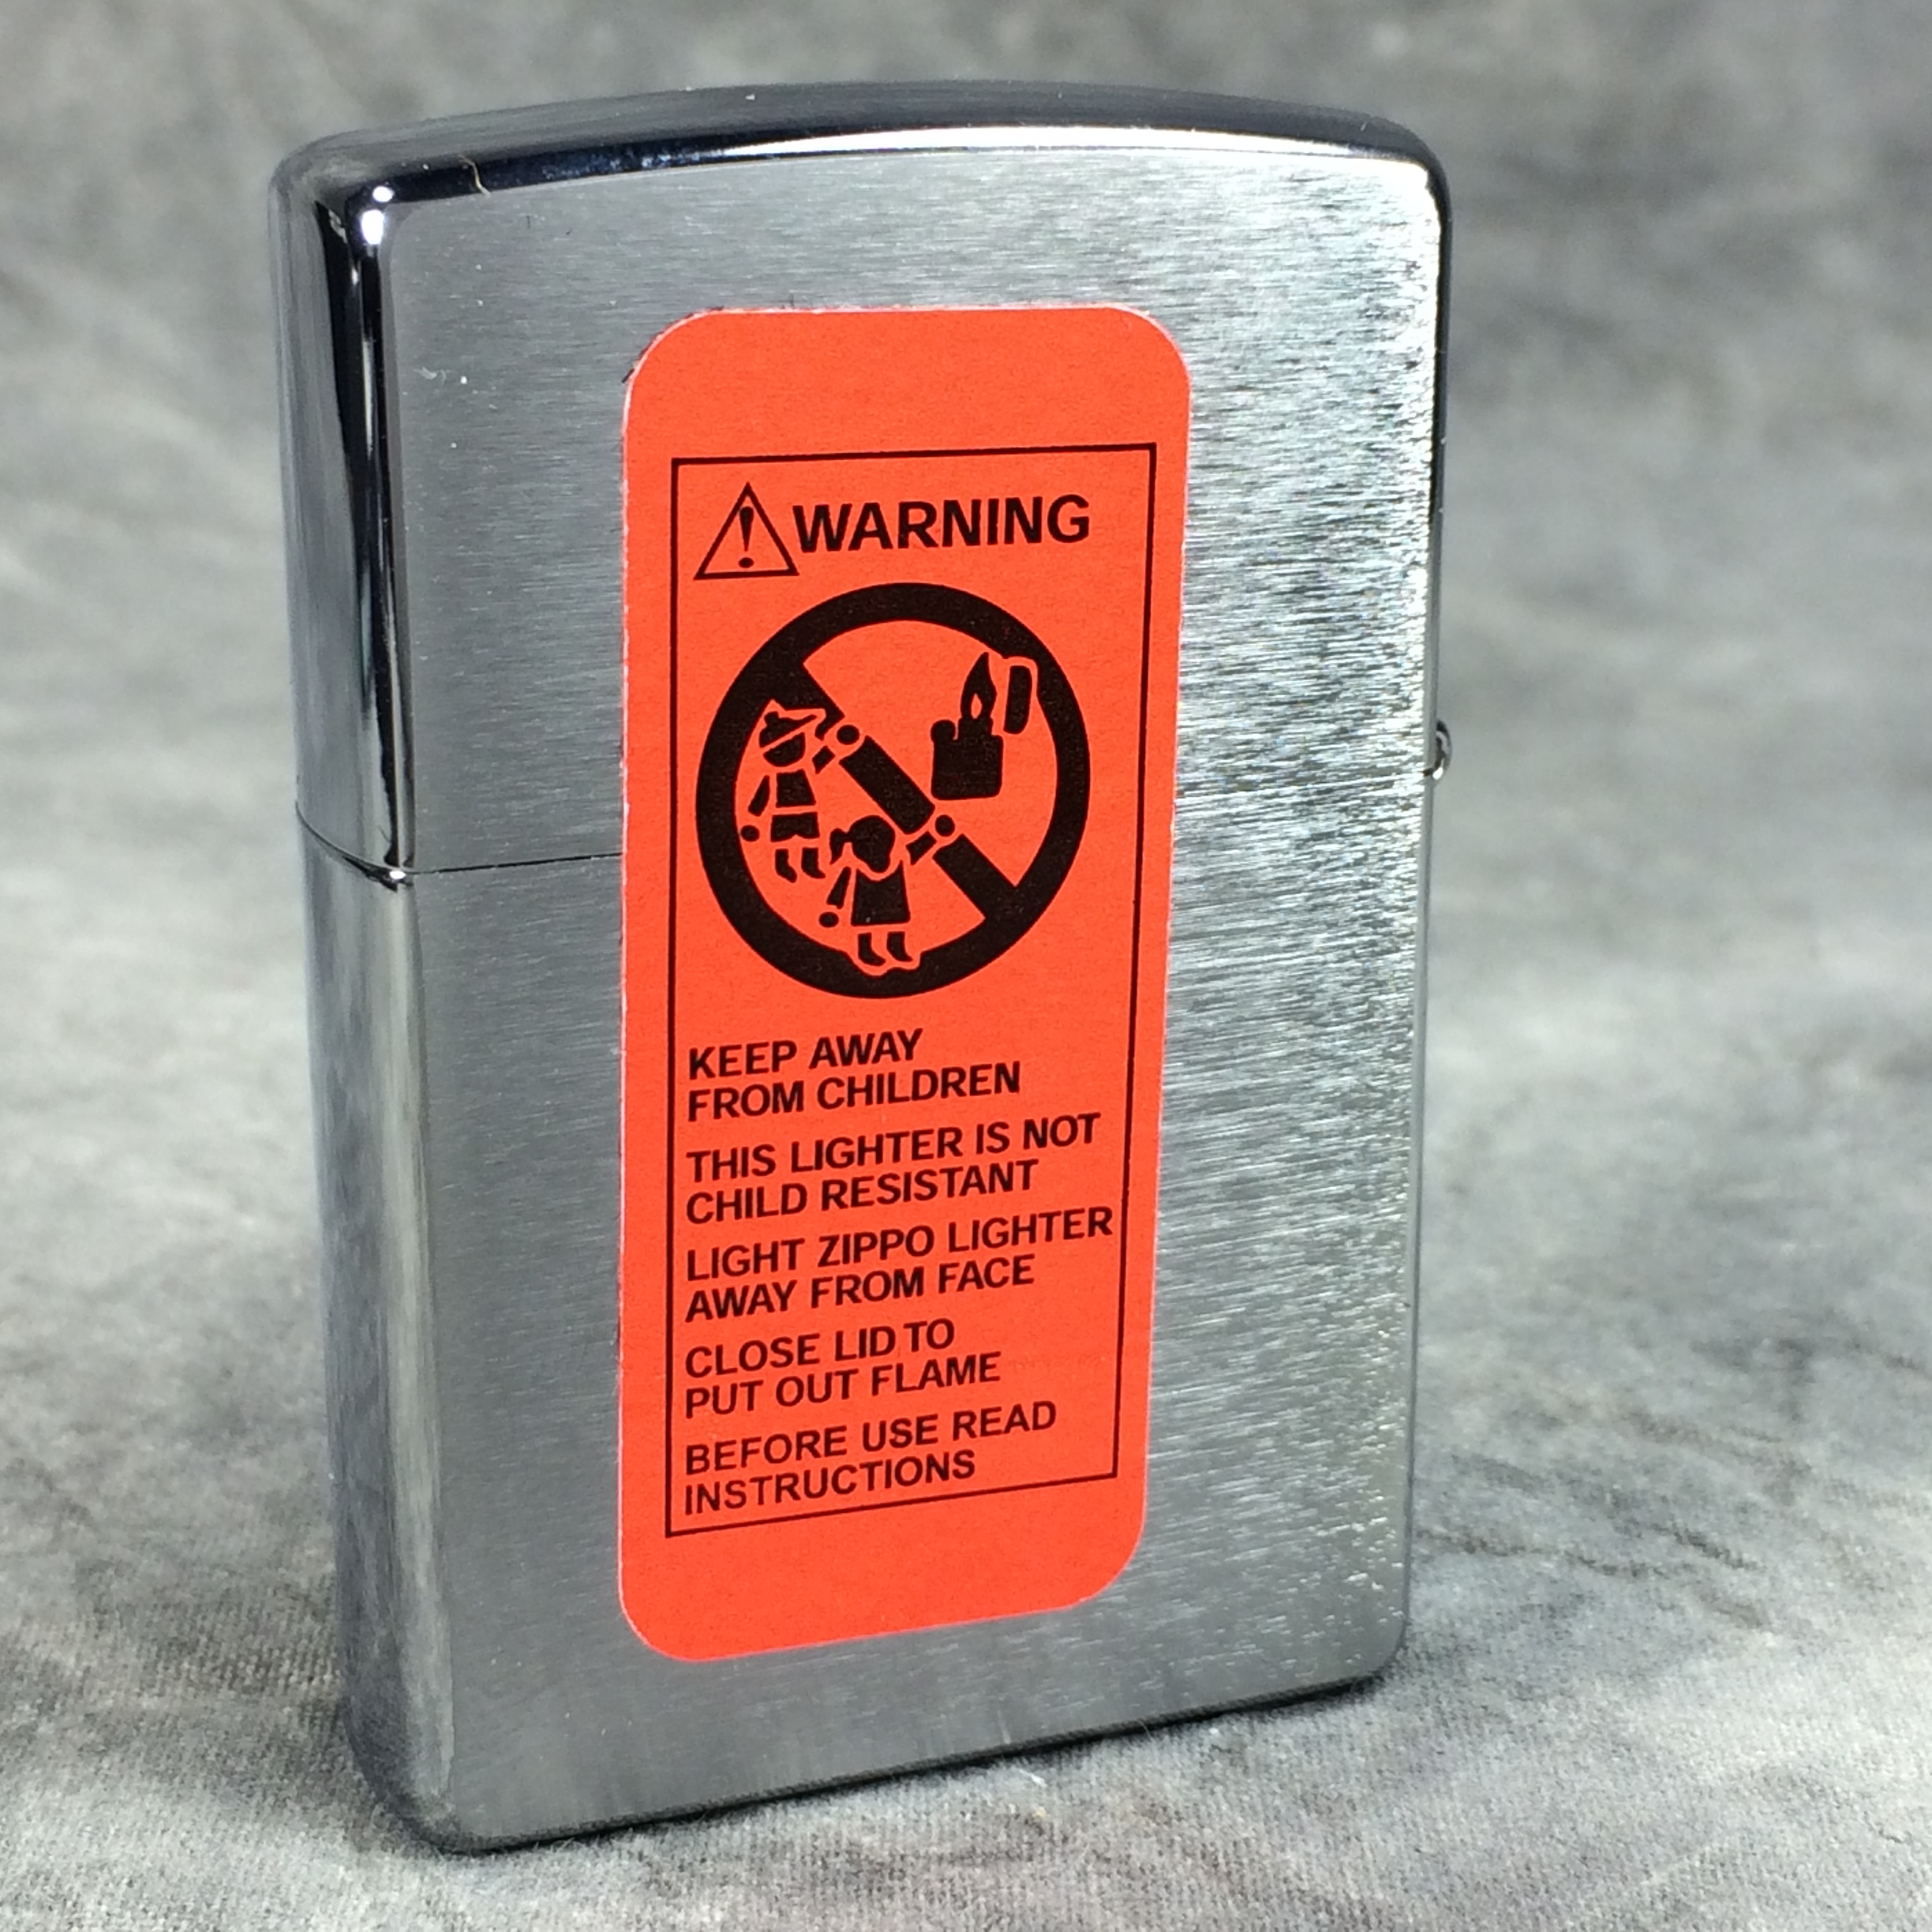 WARNING
KEEP AWAY
FROM CHILDREN
THIS LIGHTER IS NOT
CHILD RESISTANT
LIGHT ZIPPO LIGHTER
AWAY FROM FACE
CLOSE LID TO
PUT OUT FLAME
BEFORE USE READ
INSTRUCTIONS